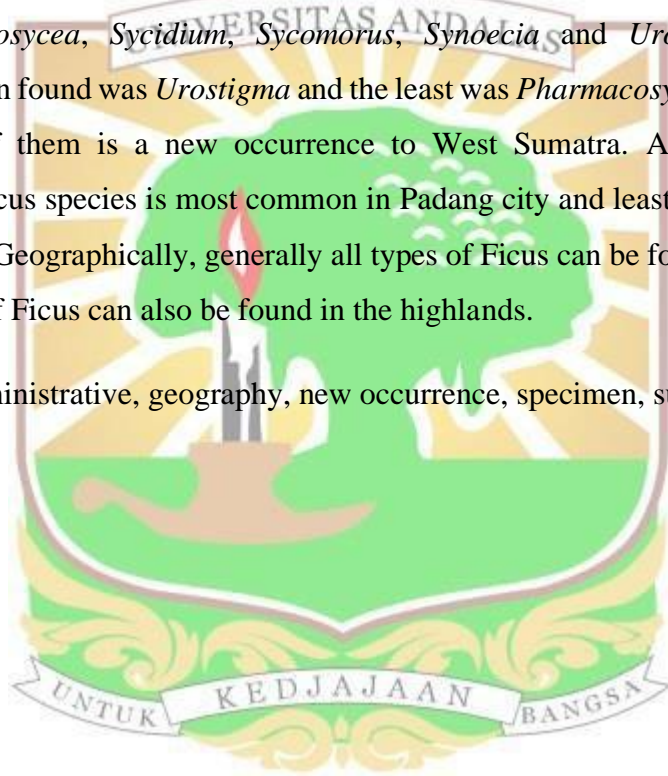 UNIVERSITAS ANDALAS
osycea, Sycidium, Sycomorus, Synoecia and Uro
n found was Urostigma and the least was Pharmacosy
f them is a new occurrence to West Sumatra. A
cus species is most common in Padang city and least
Geographically, generally all types of Ficus can be fo
f Ficus can also be found in the highlands.
ninistrative, geography, new occurrence, specimen, su
UNTUK KEDJAJAAN BANGSA